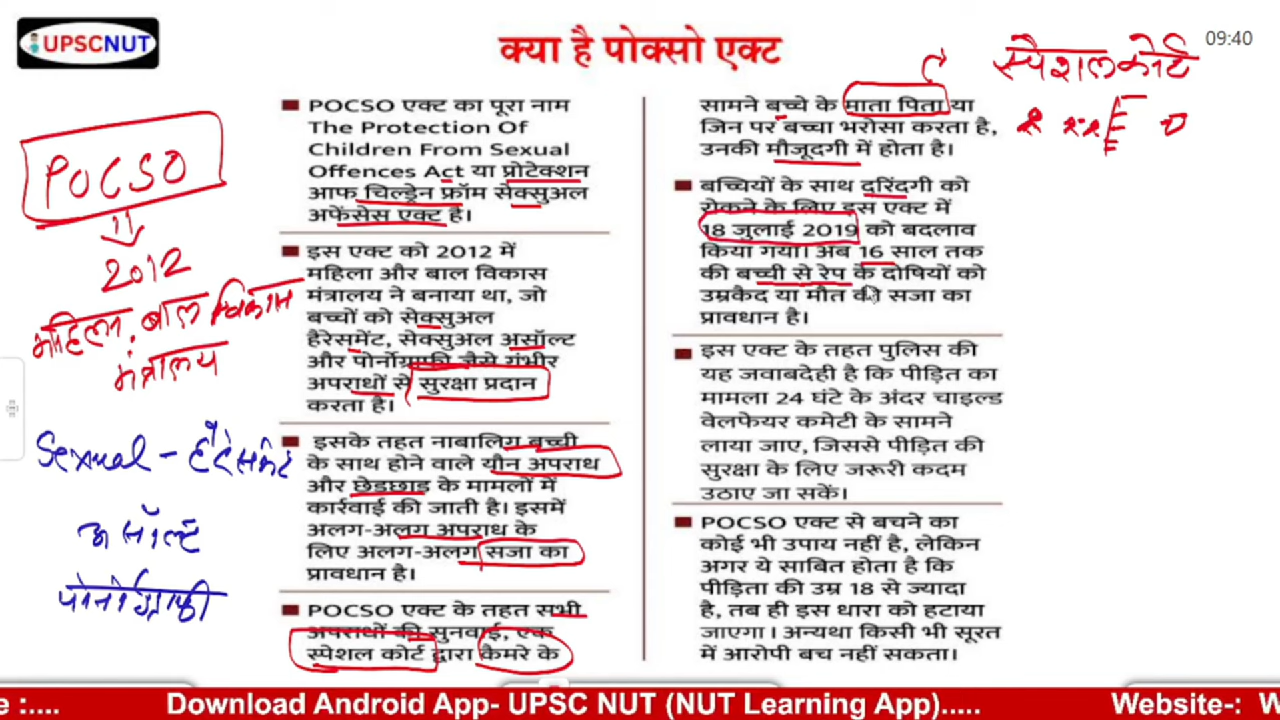 UPSCNUT
क्या है पोक्सो एक्ट
09:40
POCSO
2012
महिला, बाल विकास
मंत्रालय
Sexual - हैरेसमेंट
असॉल्ट
पोर्नोग्राफी
POCSO एक्ट का पूरा नाम
The Protection Of
Children From Sexual
Offences Act या प्रोटेक्शन
आफ चिल्ड्रेन फ्रॉम सेक्सुअल
अफेंसेस एक्ट है।
इस एक्ट को 2012 में
महिला और बाल विकास
मंत्रालय ने बनाया था, जो
बच्चों को सेक्सुअल
हैरेसमेंट, सेक्सुअल असॉल्ट
और पोर्नोग्राफी जैसे गंभीर
अपराधों से सुरक्षा प्रदान
करता है।
इसके तहत नाबालिग बच्ची
के साथ होने वाले यौन अपराध
और छेड़छाड़ के मामलों में
कार्रवाई की जाती है। इसमें
अलग-अलग अपराध के
लिए अलग-अलग सजा का
प्रावधान है।
POCSO एक्ट के तहत सभी
अपराधों की सुनवाई, एक
स्पेशल कोर्ट द्वारा कैमरे के
स्पेशल कोर्ट
सामने बच्चे के माता पिता या
जिन पर बच्चा भरोसा करता है,
उनकी मौजूदगी में होता है।
बच्चियों के साथ दरिंदगी को
रोकने के लिए इस एक्ट में
18 जुलाई 2019 को बदलाव
किया गया। अब 16 साल तक
की बच्ची से रेप के दोषियों को
उम्रकैद या मौत की सजा का
प्रावधान है।
इस एक्ट के तहत पुलिस की
यह जवाबदेही है कि पीड़ित का
मामला 24 घंटे के अंदर चाइल्ड
वेलफेयर कमेटी के सामने
लाया जाए, जिससे पीड़ित की
सुरक्षा के लिए जरूरी कदम
उठाए जा सकें।
POCSO एक्ट से बचने का
कोई भी उपाय नहीं है, लेकिन
अगर ये साबित होता है कि
पीड़िता की उम्र 18 से ज्यादा
है, तब ही इस धारा को हटाया
जाएगा। अन्यथा किसी भी सूरत
में आरोपी बच नहीं सकता।
e :.... Download Android App- UPSC NUT (NUT Learning App)..... Website-: W